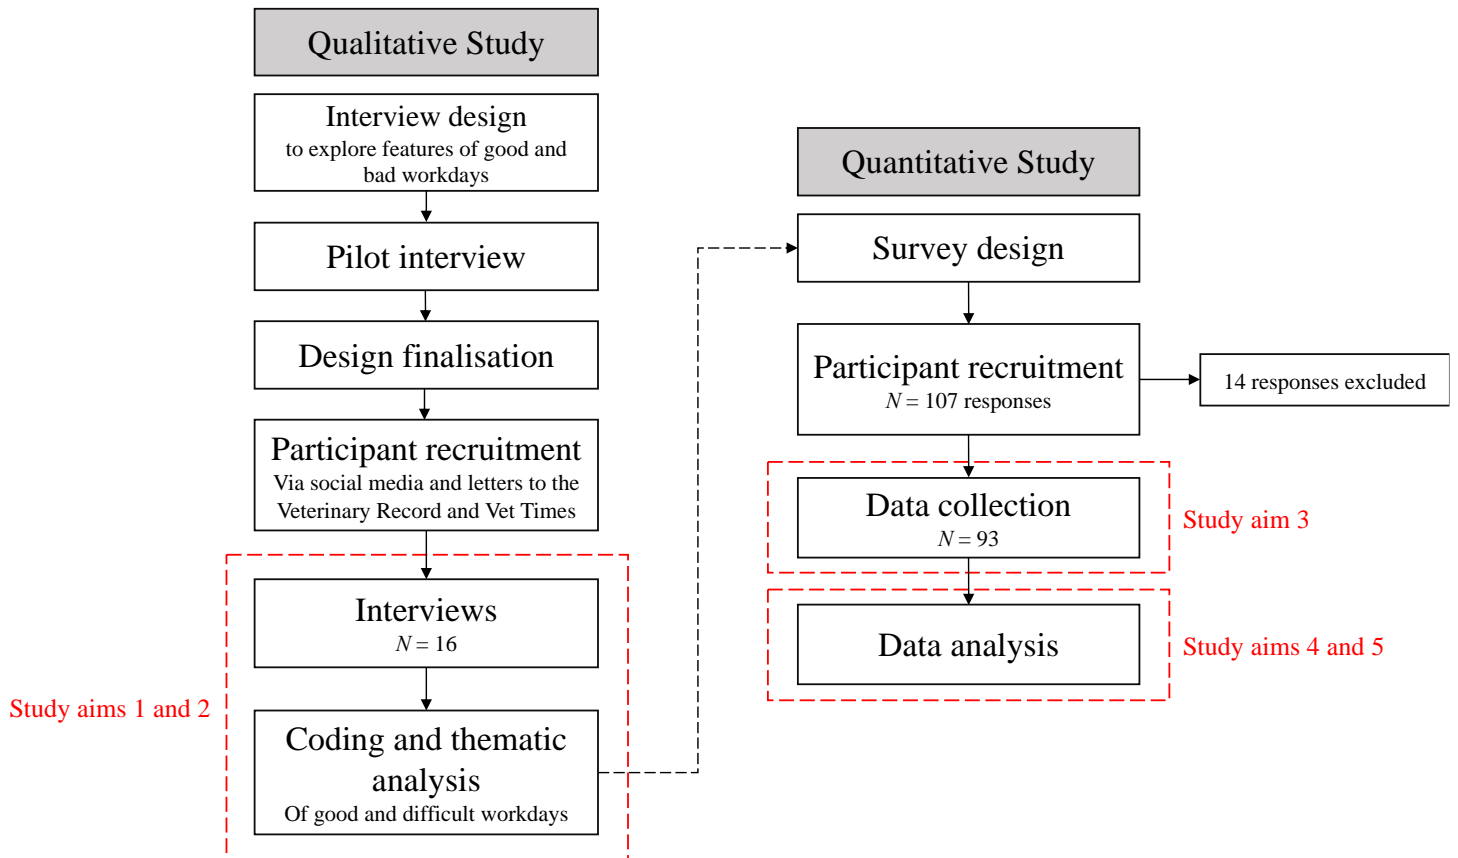 Qualitative Study
Interview design
to explore features of good and
bad workdays
Pilot interview
Design finalisation
Participant recruitment
Via social media and letters to the
Veterinary Record and Vet Times
Interviews
N = 16
Study aims 1 and 2
Coding and thematic
analysis
Of good and difficult workdays
Quantitative Study
Survey design
Participant recruitment
N = 107 responses
14 responses excluded
Data collection
N = 93
Study aim 3
Data analysis
Study aims 4 and 5